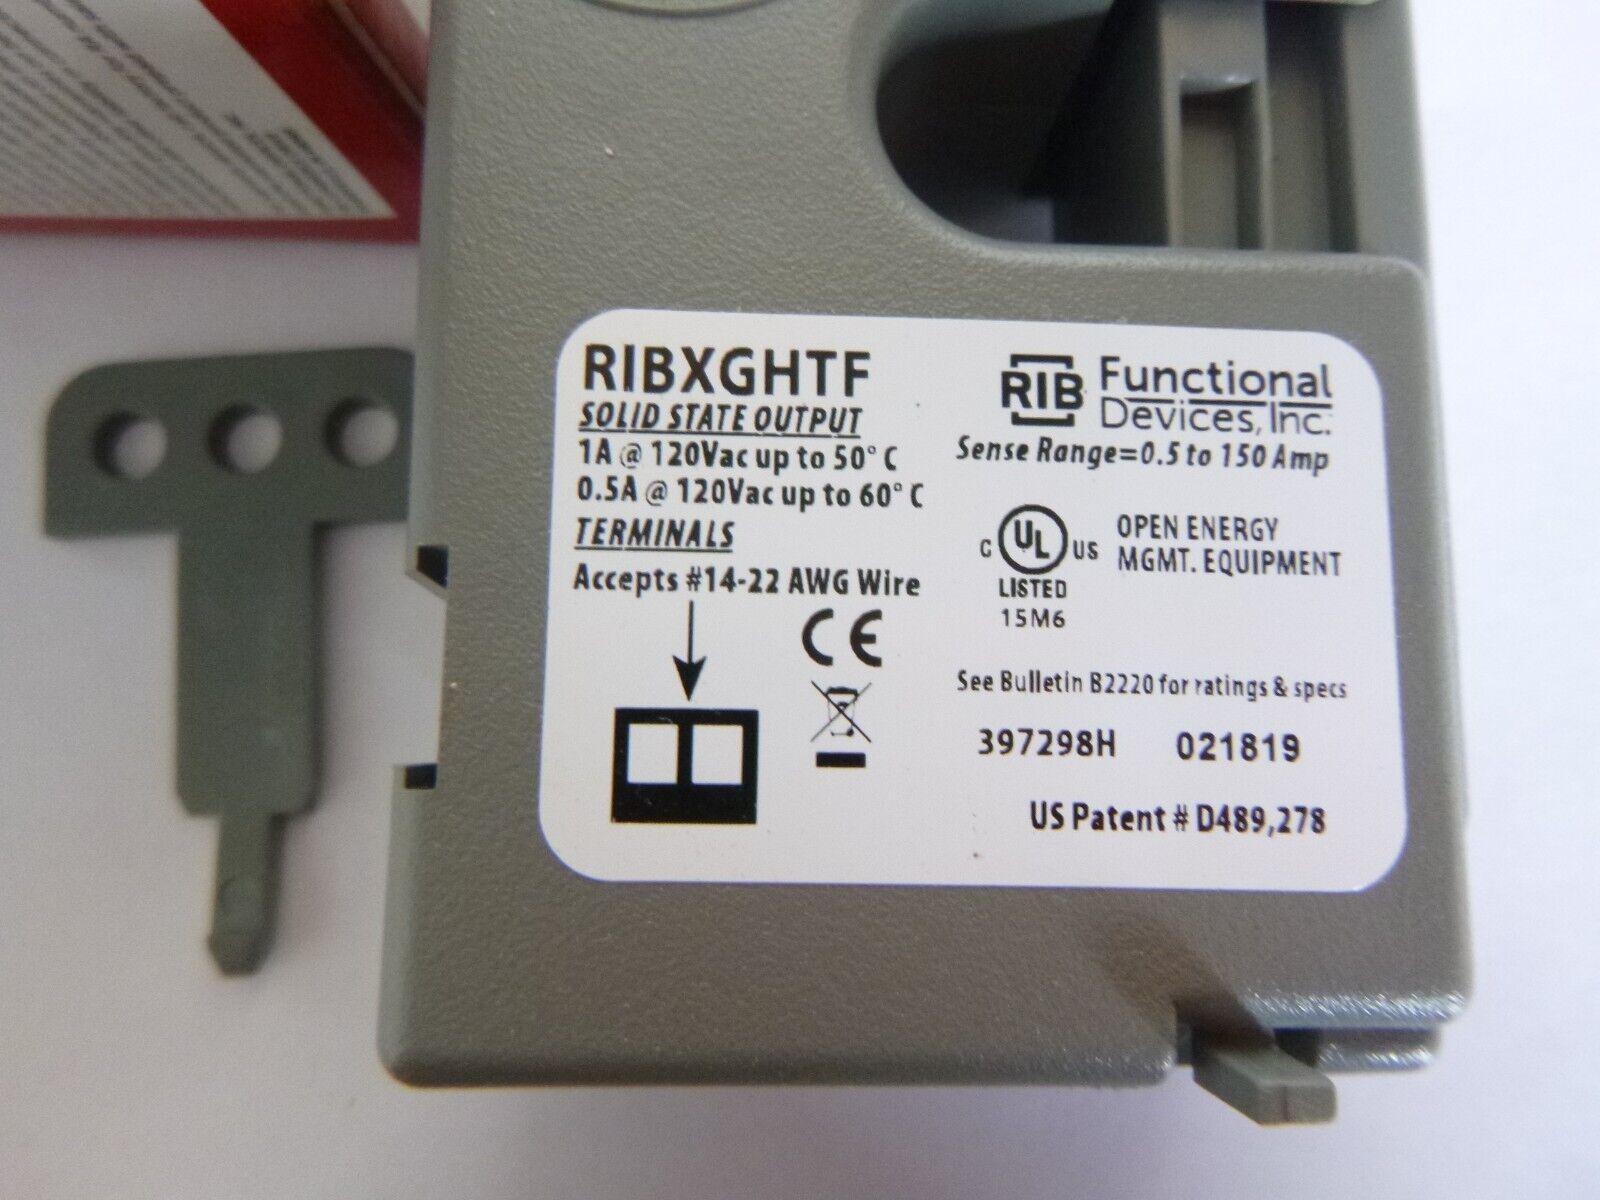 RIBXGHTF
SOLID STATE OUTPUT
1A @ 120Vac up to 50° C
0.5A @ 120Vac up to 60° C
TERMINALS
Accepts #14-22 AWG Wire
CE
RIB Functional
Devices, Inc.
Sense Range=0.5 to 150 Amp
C UL US
LISTED
15M6
OPEN ENERGY
MGMT. EQUIPMENT
See Bulletin B2220 for ratings & specs
397298H 021819
US Patent # D489,278